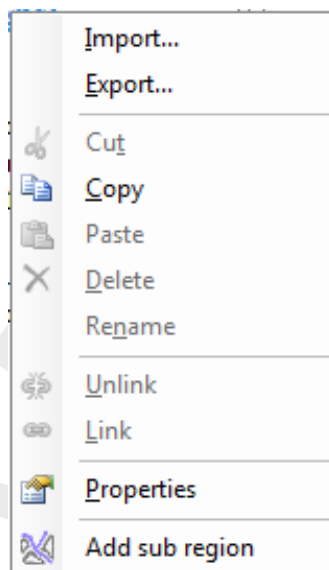 Import...
Export...
Cut
Copy
Paste
Delete
Rename
Unlink
Link
Properties
Add sub region